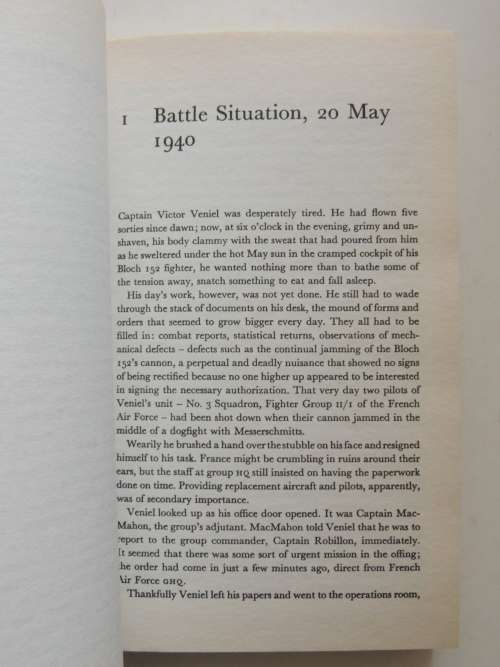 1 Battle Situation, 20 May
1940
Captain Victor Veniel was desperately tired. He had flown five
sorties since dawn; now, at six o'clock in the evening, grimy and un-
shaven, his body clammy with the sweat that had poured from him
as he sweltered under the hot May sun in the cramped cockpit of his
Bloch 152 fighter, he wanted nothing more than to bathe some of
the tension away, snatch something to eat and fall asleep.
His day's work, however, was not yet done. He still had to wade
through the stack of documents on his desk, the mound of forms and
orders that seemed to grow bigger every day. They all had to be
filled in: combat reports, statistical returns, observations of mech-
anical defects – defects such as the continual jamming of the Bloch
152's cannon, a perpetual and deadly nuisance that showed no signs
of being rectified because no one higher up appeared to be interested
in signing the necessary authorization. That very day two pilots of
Veniel's unit – No. 3 Squadron, Fighter Group II/1 of the French
Air Force – had been shot down when their cannon jammed in the
middle of a dogfight with Messerschmitts.
Wearily he brushed a hand over the stubble on his face and resigned
himself to his task. France might be crumbling in ruins around their
ears, but the staff at group HQ still insisted on having the paperwork
done on time. Providing replacement aircraft and pilots, apparently,
was of secondary importance.
Veniel looked up as his office door opened. It was Captain Mac-
Mahon, the group's adjutant. MacMahon told Veniel that he was to
report to the group commander, Captain Robillon, immediately.
It seemed that there was some sort of urgent mission in the offing;
the order had come in just a few minutes ago, direct from French
Air Force GHQ.
Thankfully Veniel left his papers and went to the operations room,